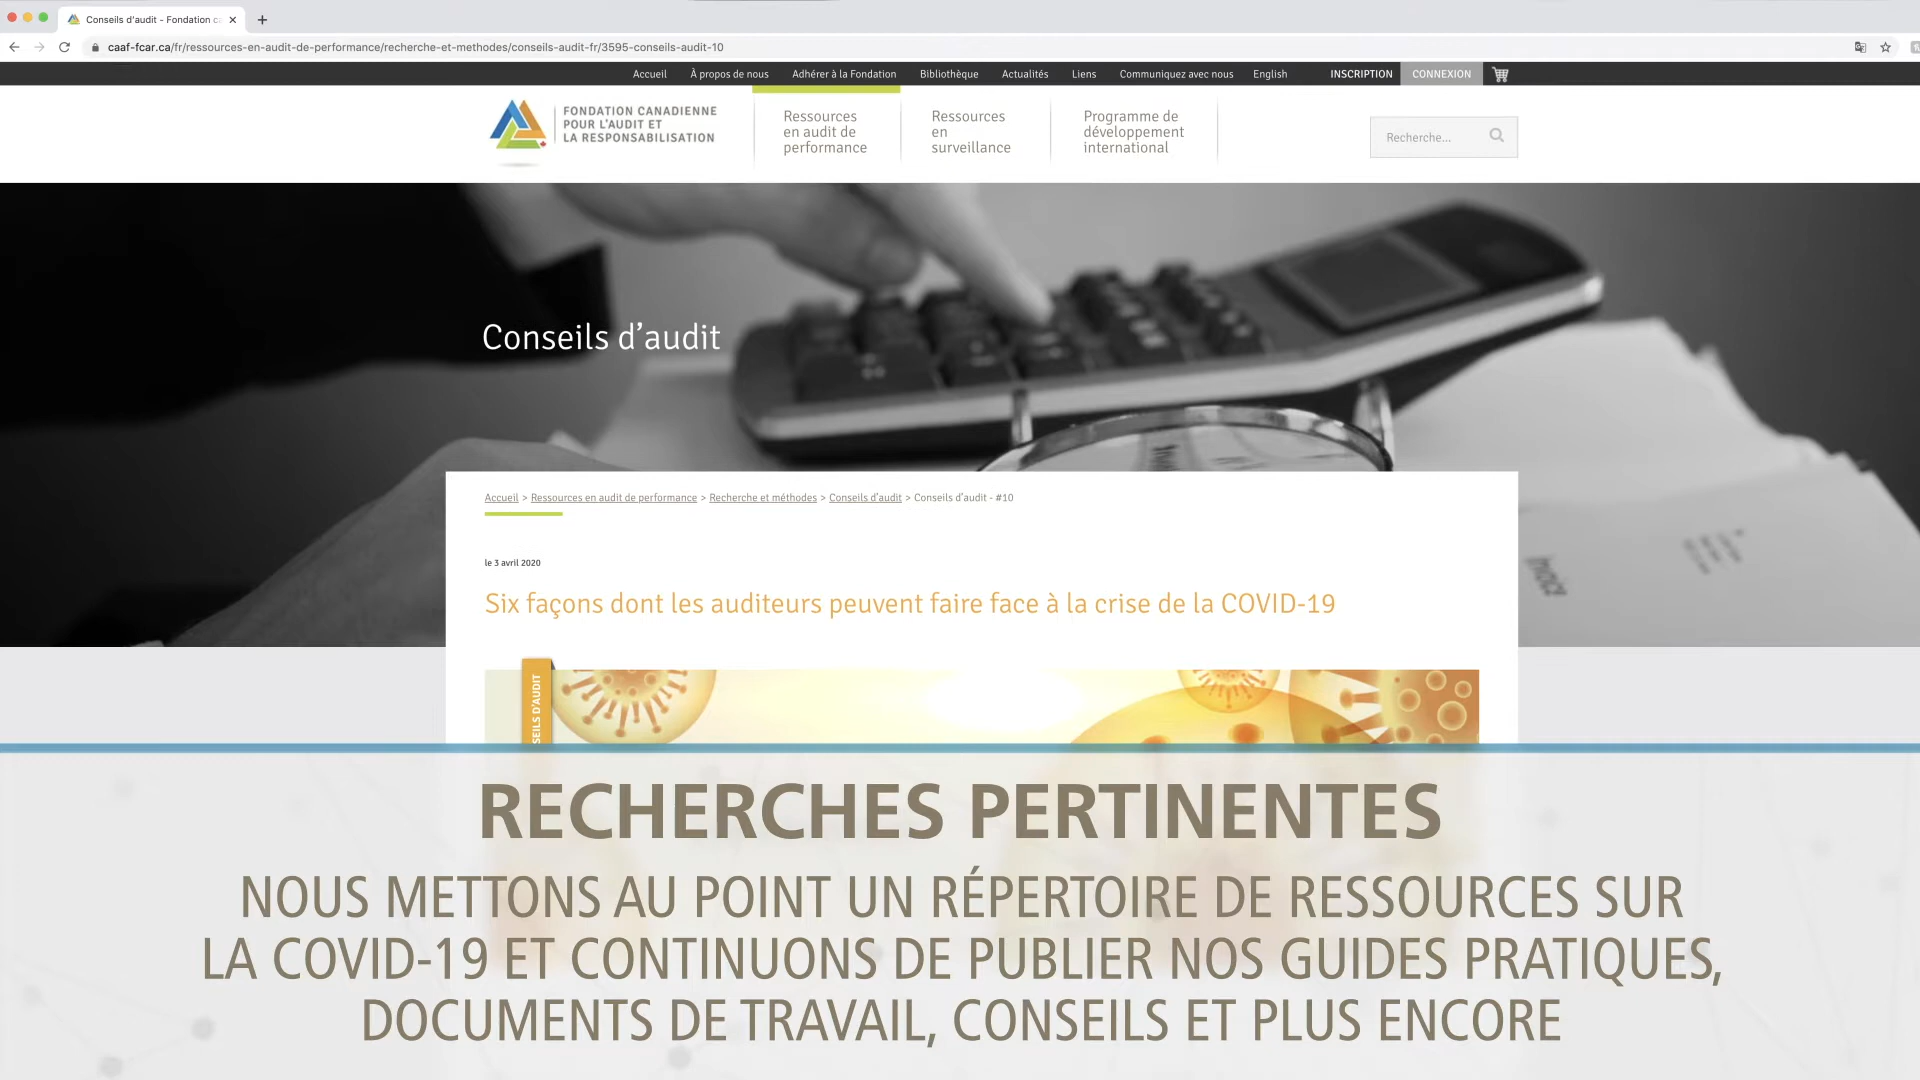 Conseils d'audit - Fondation c
caaf-fcar.ca/fr/ressources-en-audit-de-performance/recherche-et-methodes/conseils-audit-fr/3595-conseils-audit-10
Accueil À propos de nous Adhérer à la Fondation Bibliothèque Actualités Liens Communiquez avec nous English INSCRIPTION CONNEXION
FONDATION CANADIENNE
POUR L'AUDIT ET
LA RESPONSABILISATION
Ressources
en audit de
performance
Ressources
en
surveillance
Programme de
développement
international
Recherche...
Conseils d'audit
Accueil > Ressources en audit de performance > Recherche et méthodes > Conseils d'audit > Conseils d'audit - #10
le 3 avril 2020
Six façons dont les auditeurs peuvent faire face à la crise de la COVID-19
SEILS D'AUDIT
RECHERCHES PERTINENTES
NOUS METTONS AU POINT UN RÉPERTOIRE DE RESSOURCES SUR
LA COVID-19 ET CONTINUONS DE PUBLIER NOS GUIDES PRATIQUES,
DOCUMENTS DE TRAVAIL, CONSEILS ET PLUS ENCORE